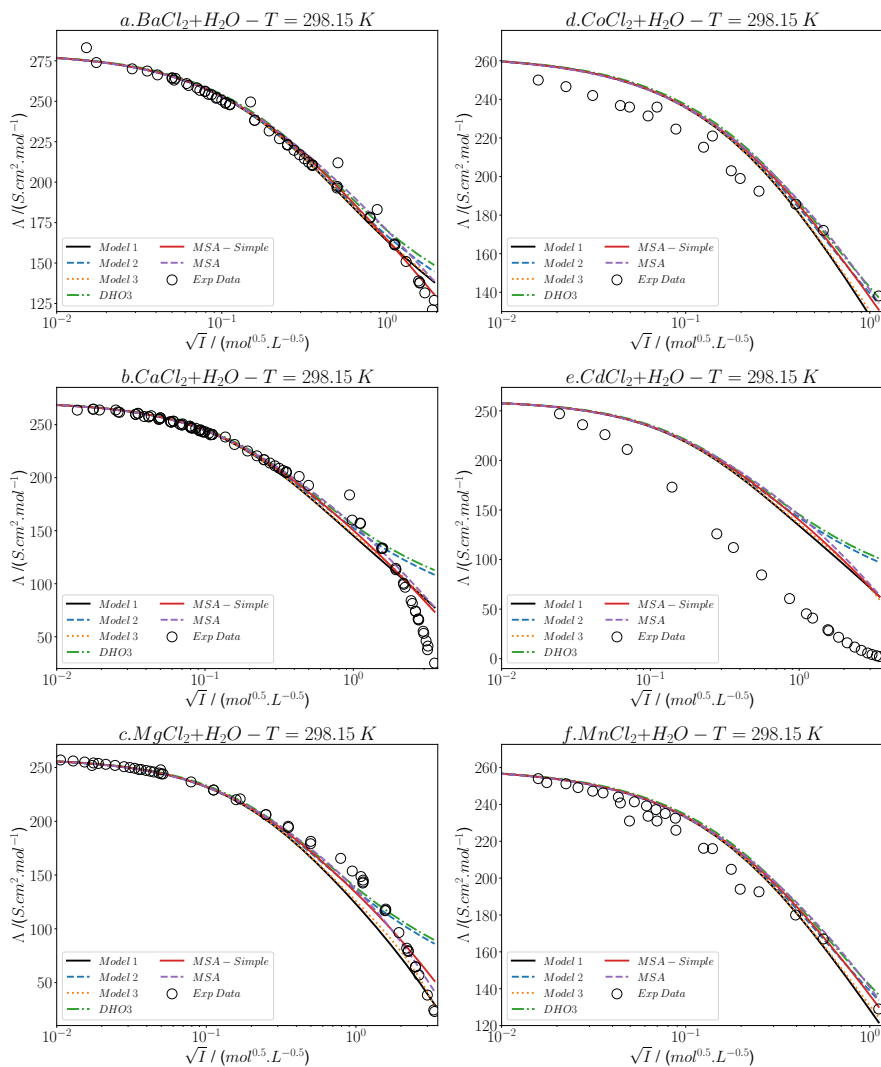 a.BaCl₂+H₂O − T = 298.15 K
Λ /(S.cm².mol⁻¹)
275
250
225
200
175
150
125
Model 1
Model 2
Model 3
DHO3
MSA − Simple
MSA
Exp Data
10⁻²
10⁻¹
10⁰
√I / (mol⁰·⁵.L⁻⁰·⁵)
d.CoCl₂+H₂O − T = 298.15 K
Λ /(S.cm².mol⁻¹)
260
240
220
200
180
160
140
Model 1
Model 2
Model 3
DHO3
MSA − Simple
MSA
Exp Data
10⁻²
10⁻¹
10⁰
√I / (mol⁰·⁵.L⁻⁰·⁵)
b.CaCl₂+H₂O − T = 298.15 K
Λ /(S.cm².mol⁻¹)
250
200
150
100
50
Model 1
Model 2
Model 3
DHO3
MSA − Simple
MSA
Exp Data
10⁻²
10⁻¹
10⁰
√I / (mol⁰·⁵.L⁻⁰·⁵)
e.CdCl₂+H₂O − T = 298.15 K
Λ /(S.cm².mol⁻¹)
250
200
150
100
50
0
Model 1
Model 2
Model 3
DHO3
MSA − Simple
MSA
Exp Data
10⁻²
10⁻¹
10⁰
√I / (mol⁰·⁵.L⁻⁰·⁵)
c.MgCl₂+H₂O − T = 298.15 K
Λ /(S.cm².mol⁻¹)
250
200
150
100
50
0
Model 1
Model 2
Model 3
DHO3
MSA − Simple
MSA
Exp Data
10⁻²
10⁻¹
10⁰
√I / (mol⁰·⁵.L⁻⁰·⁵)
f.MnCl₂+H₂O − T = 298.15 K
Λ /(S.cm².mol⁻¹)
260
240
220
200
180
160
140
120
Model 1
Model 2
Model 3
DHO3
MSA − Simple
MSA
Exp Data
10⁻²
10⁻¹
10⁰
√I / (mol⁰·⁵.L⁻⁰·⁵)